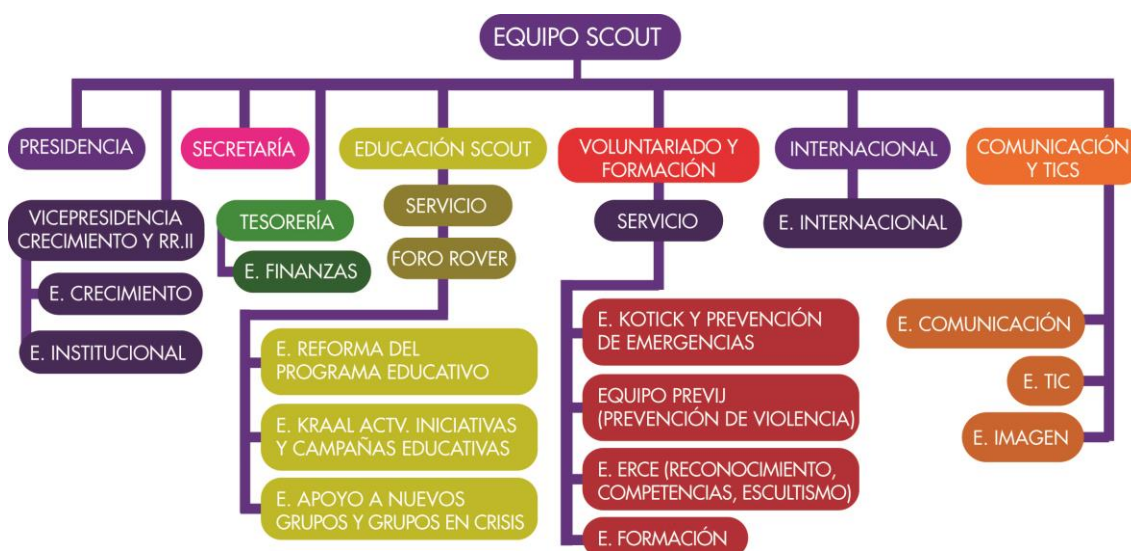 EQUIPO SCOUT
PRESIDENCIA
SECRETARÍA
EDUCACIÓN SCOUT
VOLUNTARIADO Y
FORMACIÓN
INTERNACIONAL
COMUNICACIÓN
Y TICS
VICEPRESIDENCIA
CRECIMIENTO Y RR.II
E. CRECIMIENTO
E. INSTITUCIONAL
TESORERÍA
E. FINANZAS
SERVICIO
FORO ROVER
E. REFORMA DEL
PROGRAMA EDUCATIVO
E. KRAAL ACTV. INICIATIVAS
Y CAMPAÑAS EDUCATIVAS
E. APOYO A NUEVOS
GRUPOS Y GRUPOS EN CRISIS
SERVICIO
E. KOTICK Y PREVENCIÓN
DE EMERGENCIAS
EQUIPO PREVIJ
(PREVENCIÓN DE VIOLENCIA)
E. ERCE (RECONOCIMIENTO,
COMPETENCIAS, ESCULTISMO)
E. FORMACIÓN
E. INTERNACIONAL
E. COMUNICACIÓN
E. TIC
E. IMAGEN